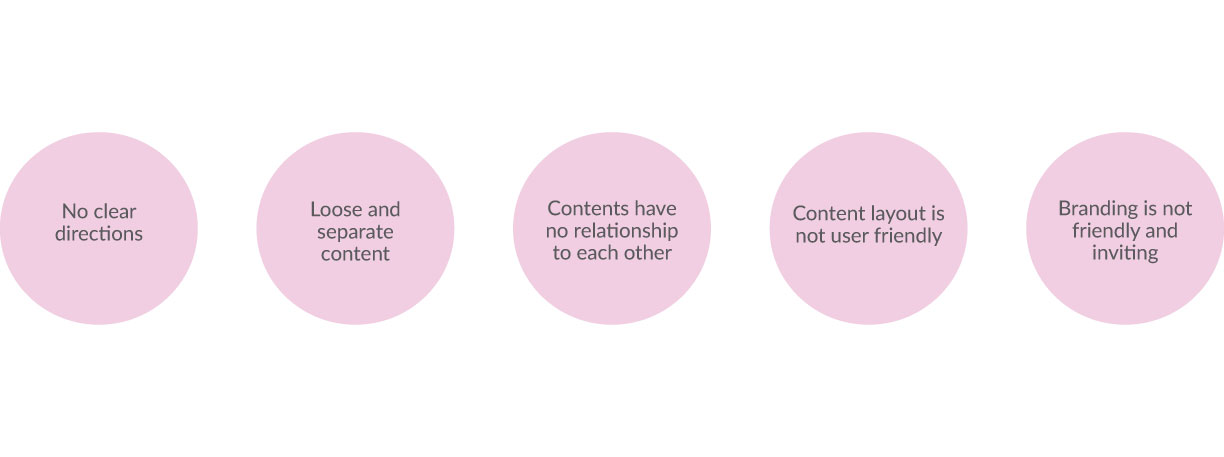 No clear
directions
Loose and
separate
content
Contents have
no relationship
to each other
Content layout is
not user friendly
Branding is not
friendly and
inviting